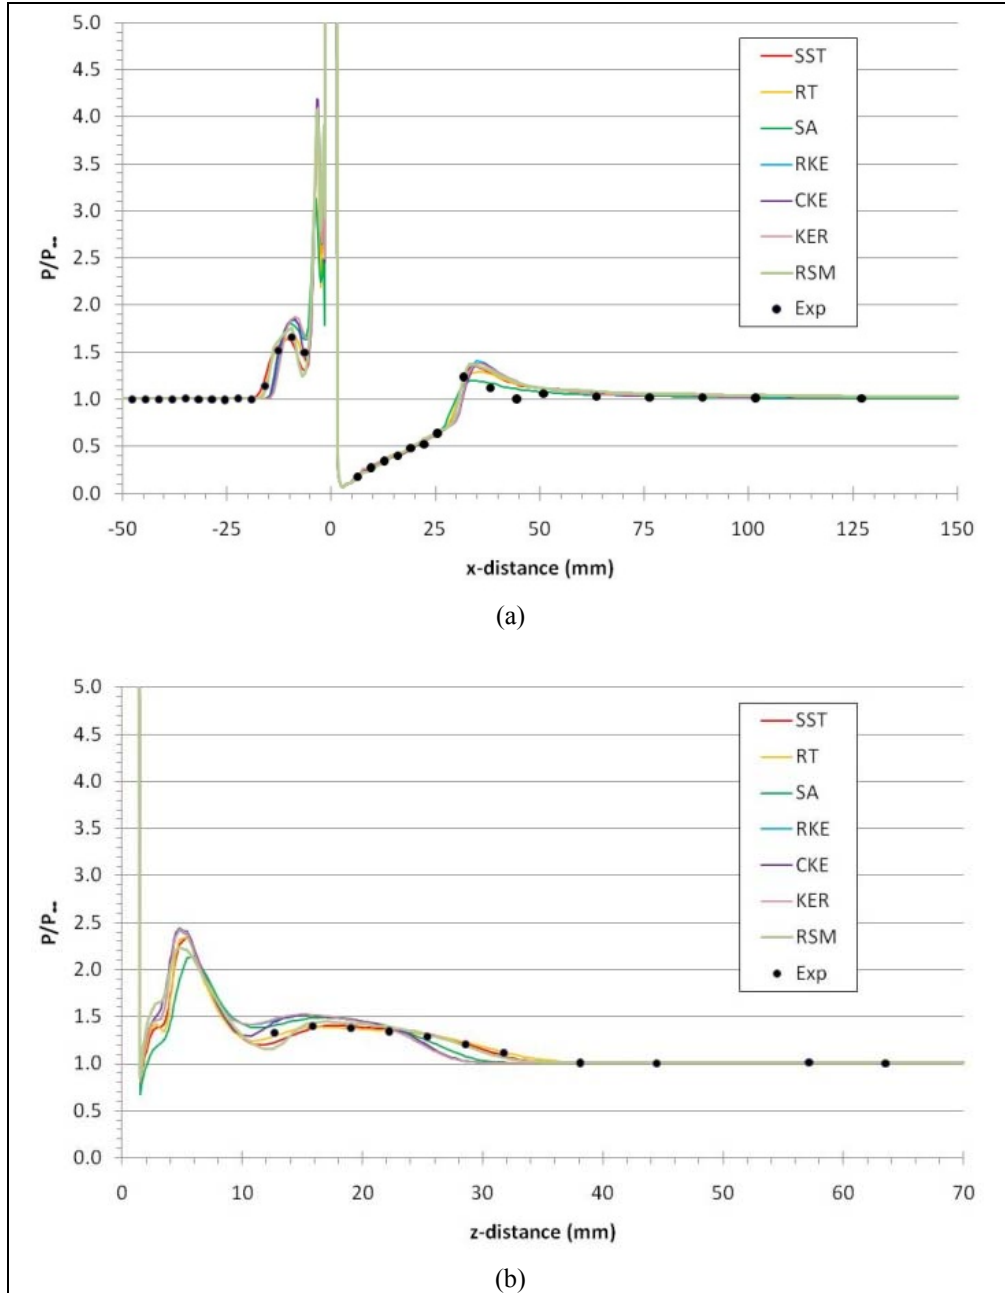 5.0
4.5
4.0
3.5
3.0
2.5
2.0
1.5
1.0
0.5
0.0
P/P∞
-50 -25 0 25 50 75 100 125 150
x-distance (mm)
SST
RT
SA
RKE
CKE
KER
RSM
Exp
(a)
5.0
4.5
4.0
3.5
3.0
2.5
2.0
1.5
1.0
0.5
0.0
P/P∞
0 10 20 30 40 50 60 70
z-distance (mm)
SST
RT
SA
RKE
CKE
KER
RSM
Exp
(b)